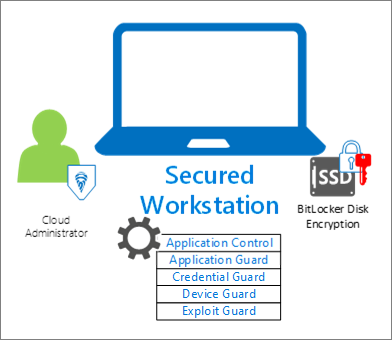 Secured
Workstation
Cloud
Administrator
SSD
BitLocker Disk
Encryption
Application Control
Application Guard
Credential Guard
Device Guard
Exploit Guard